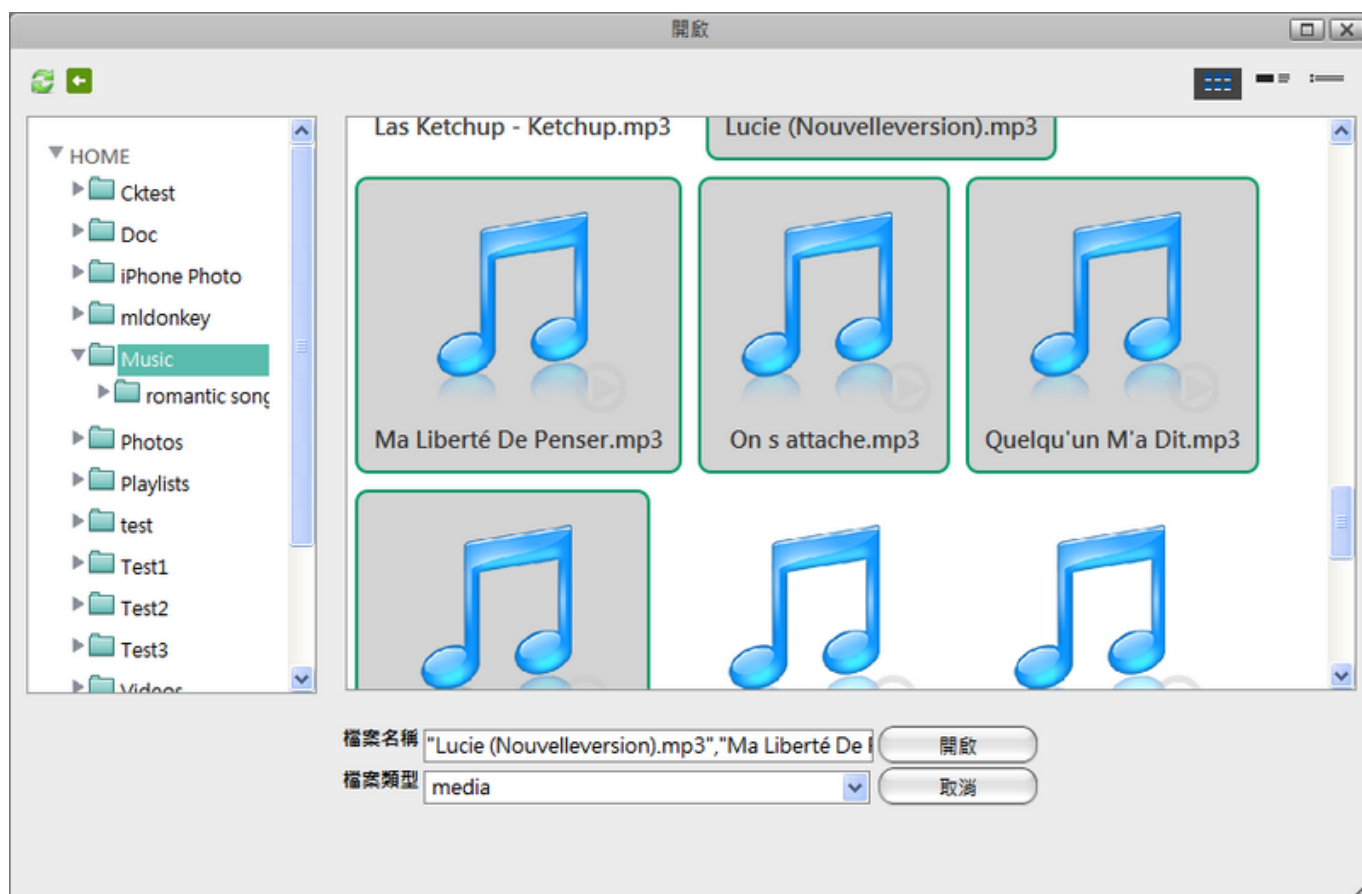 開啟
HOME
Cktest
Doc
iPhone Photo
mldonkey
Music
romantic song
Photos
Playlists
test
Test1
Test2
Test3
Videos
Las Ketchup - Ketchup.mp3
Lucie (Nouvelleversion).mp3
Ma Liberté De Penser.mp3
On s attache.mp3
Quelqu'un M'a Dit.mp3
檔案名稱
"Lucie (Nouvelleversion).mp3","Ma Liberté De
開啟
檔案類型
media
取消